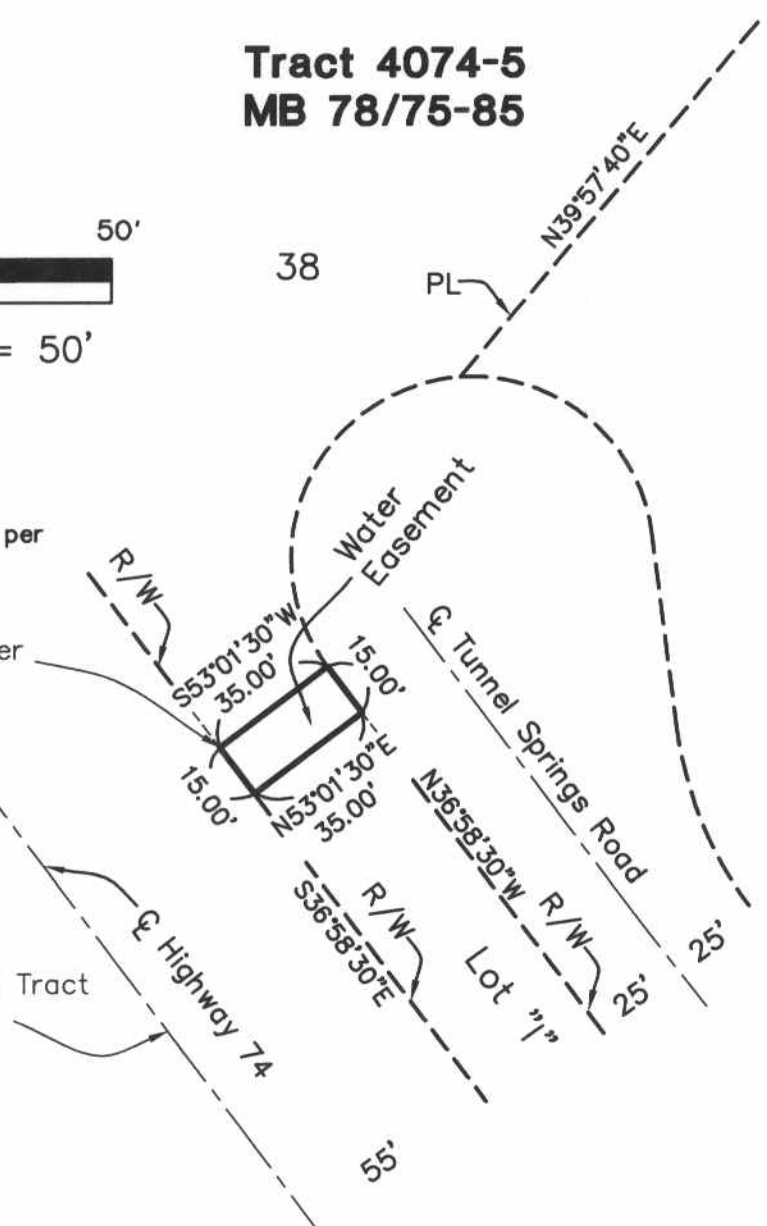 Tract 4074-5
MB 78/75-85
N39°57'40"E
50'
38
PL
= 50'
Water
Easement
per
R/W
℄ Tunnel Springs Road
S53°01'30"W
35.00'
15.00'
er
15.00'
N53°01'30"E
35.00'
N36°58'30"W
R/W
S36°58'30"E
R/W
25'
25'
Lot "I"
℄ Highway 74
Tract
55'